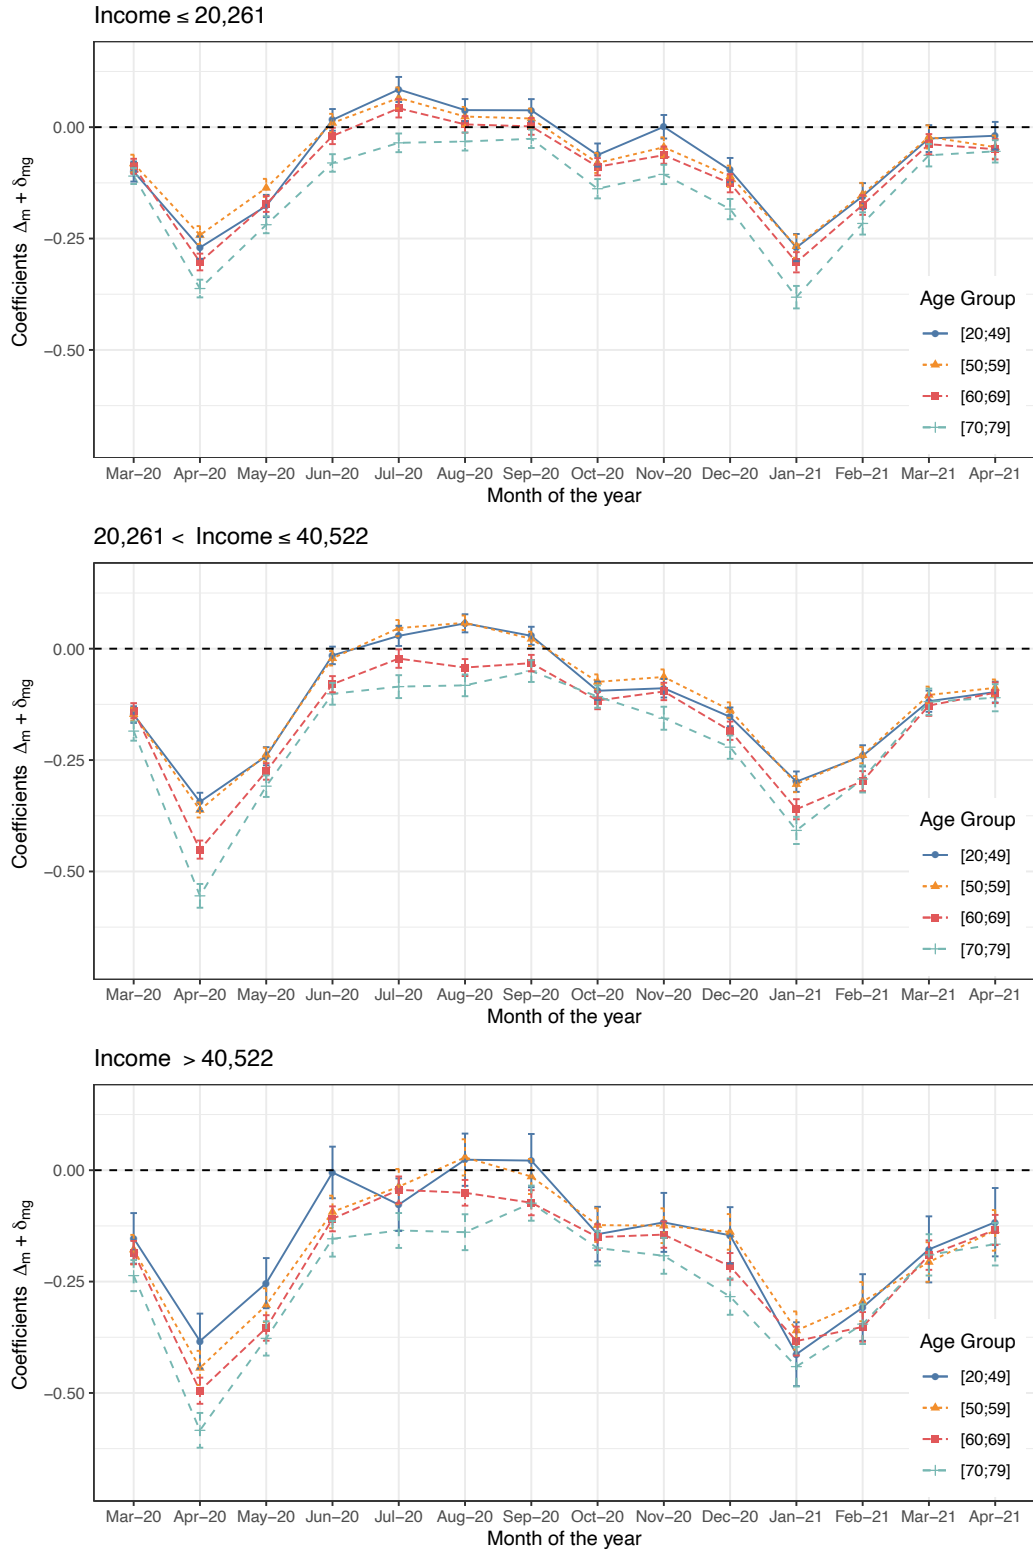 Income ≤ 20,261
Coefficients Δm + δmg
0.00
−0.25
−0.50
Age Group
[20;49]
[50;59]
[60;69]
[70;79]
Mar−20 Apr−20 May−20 Jun−20 Jul−20 Aug−20 Sep−20 Oct−20 Nov−20 Dec−20 Jan−21 Feb−21 Mar−21 Apr−21
Month of the year
20,261 < Income ≤ 40,522
Coefficients Δm + δmg
0.00
−0.25
−0.50
Age Group
[20;49]
[50;59]
[60;69]
[70;79]
Mar−20 Apr−20 May−20 Jun−20 Jul−20 Aug−20 Sep−20 Oct−20 Nov−20 Dec−20 Jan−21 Feb−21 Mar−21 Apr−21
Month of the year
Income > 40,522
Coefficients Δm + δmg
0.00
−0.25
−0.50
Age Group
[20;49]
[50;59]
[60;69]
[70;79]
Mar−20 Apr−20 May−20 Jun−20 Jul−20 Aug−20 Sep−20 Oct−20 Nov−20 Dec−20 Jan−21 Feb−21 Mar−21 Apr−21
Month of the year